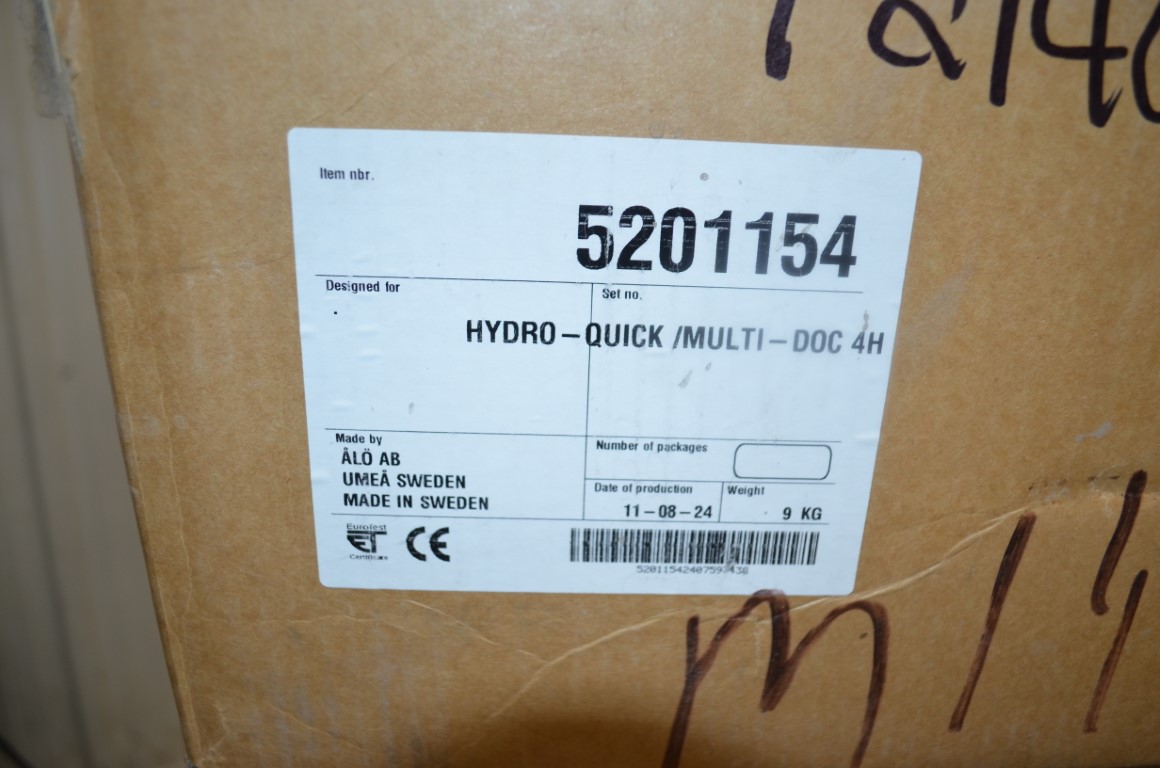 Item nbr.
5201154
Designed for
Set no.
.
HYDRO-QUICK /MULTI-DOC 4H
Made by
ÅLÖ AB
UMEÅ SWEDEN
MADE IN SWEDEN
Number of packages
Date of production
11-08-24
Weight
9 KG
Eurotest
ET
CE